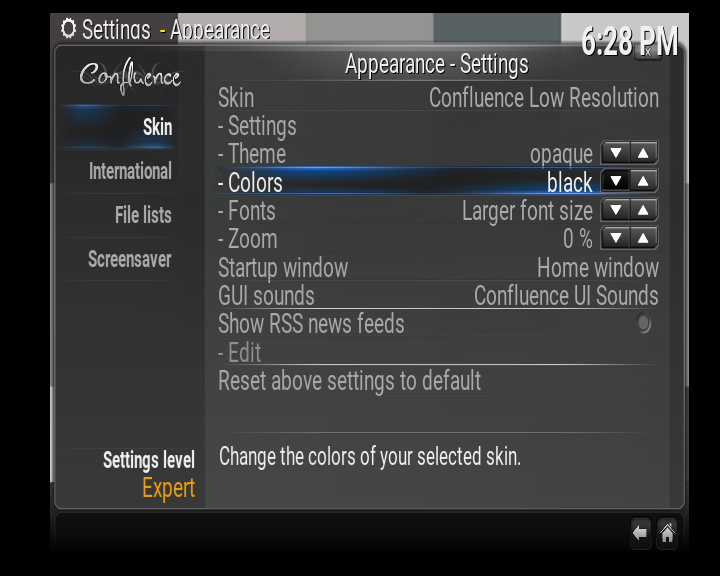 Settings - Appearance
6:28 PM
Confluence
Appearance - Settings
x
Skin
International
File lists
Screensaver
Skin Confluence Low Resolution
- Settings
- Theme opaque
- Colors black
- Fonts Larger font size
- Zoom 0 %
Startup window Home window
GUI sounds Confluence UI Sounds
Show RSS news feeds
- Edit
Reset above settings to default
Change the colors of your selected skin.
Settings level
Expert